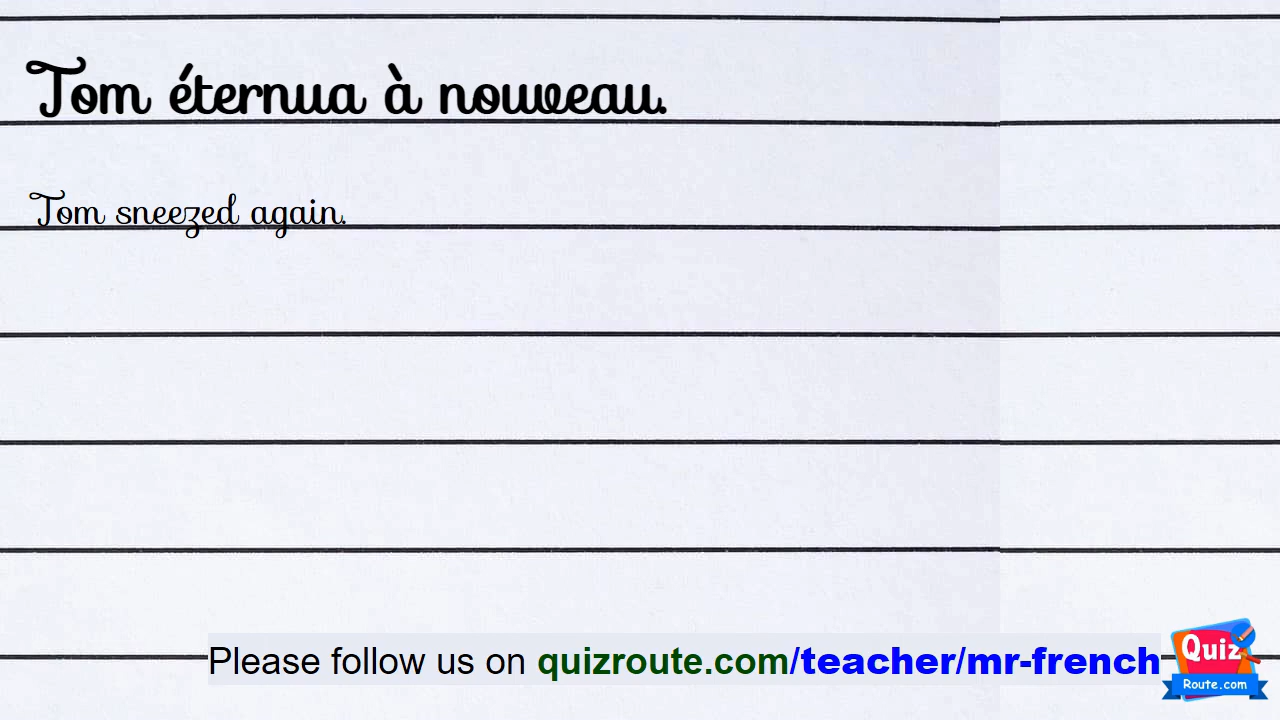 Tom éternua à nouveau.
Tom sneezed again.
Please follow us on quizroute.com/teacher/mr-french
Quiz
Route.com